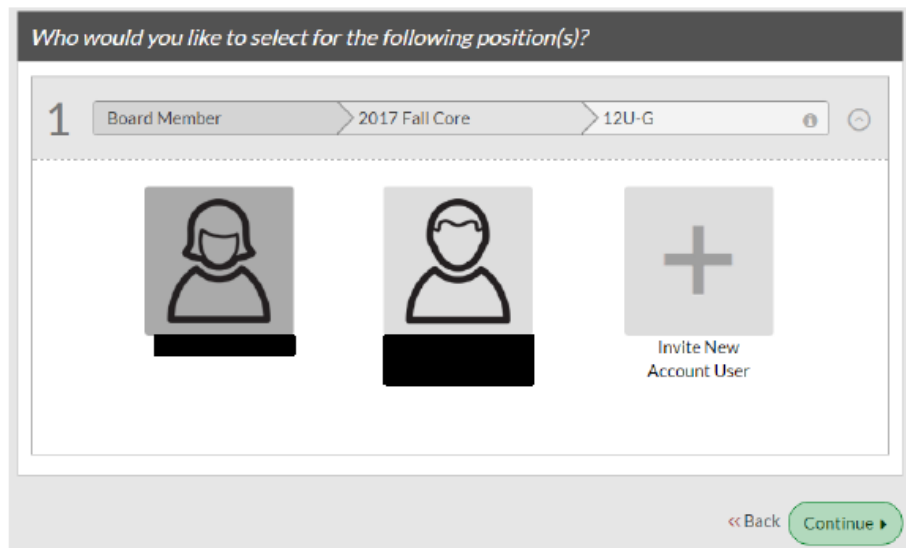 Who would you like to select for the following position(s)?
1 Board Member 2017 Fall Core 12U-G
Invite New
Account User
« Back Continue